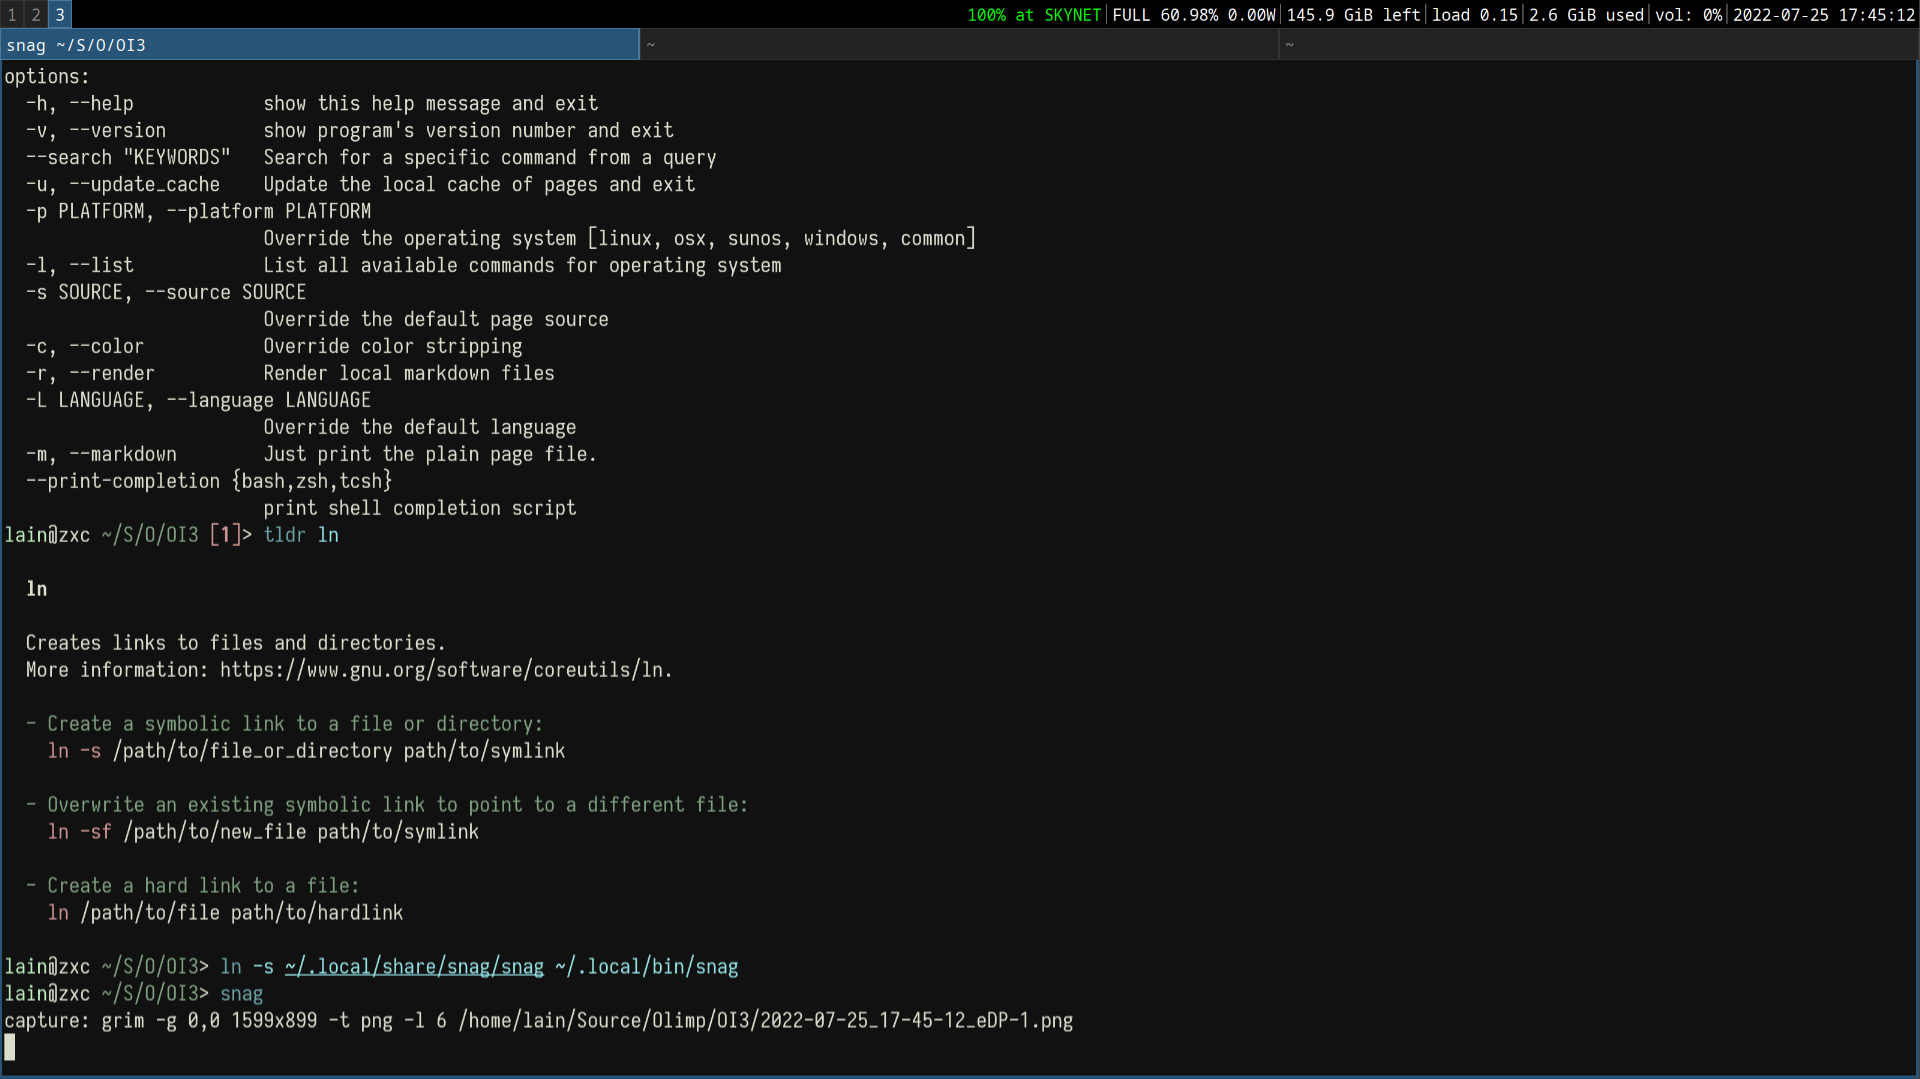 1 2 3 100% at SKYNET|FULL 60.98% 0.00W|145.9 GiB left|load 0.15|2.6 GiB used|vol: 0%|2022-07-25 17:45:12
snag ~/S/O/OI3 ~ ~
options:
-h, --help show this help message and exit
-v, --version show program's version number and exit
--search "KEYWORDS" Search for a specific command from a query
-u, --update_cache Update the local cache of pages and exit
-p PLATFORM, --platform PLATFORM
Override the operating system [linux, osx, sunos, windows, common]
-l, --list List all available commands for operating system
-s SOURCE, --source SOURCE
Override the default page source
-c, --color Override color stripping
-r, --render Render local markdown files
-L LANGUAGE, --language LANGUAGE
Override the default language
-m, --markdown Just print the plain page file.
--print-completion {bash,zsh,tcsh}
print shell completion script
lain@zxc ~/S/O/OI3 [1]> tldr ln
ln
Creates links to files and directories.
More information: https://www.gnu.org/software/coreutils/ln.
- Create a symbolic link to a file or directory:
ln -s /path/to/file_or_directory path/to/symlink
- Overwrite an existing symbolic link to point to a different file:
ln -sf /path/to/new_file path/to/symlink
- Create a hard link to a file:
ln /path/to/file path/to/hardlink
lain@zxc ~/S/O/OI3> ln -s ~/.local/share/snag/snag ~/.local/bin/snag
lain@zxc ~/S/O/OI3> snag
capture: grim -g 0,0 1599x899 -t png -l 6 /home/lain/Source/Olimp/OI3/2022-07-25_17-45-12_eDP-1.png